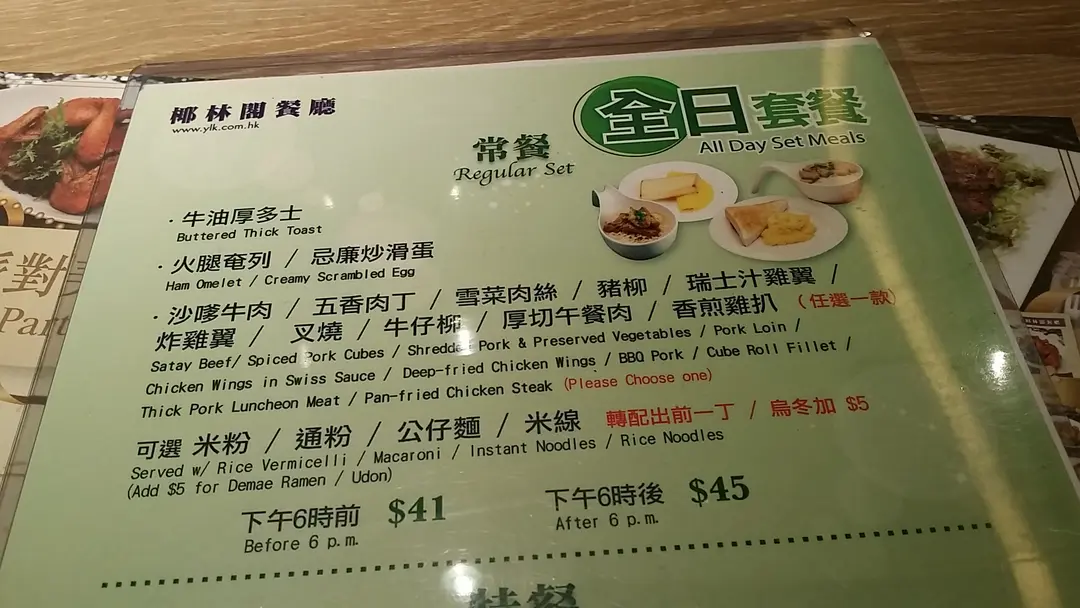 椰林閣餐廳
www.ylk.com.hk
全日套餐
All Day Set Meals
常餐
Regular Set
· 牛油厚多士
Buttered Thick Toast
· 火腿奄列 / 忌廉炒滑蛋
Ham Omelet / Creamy Scrambled Egg
· 沙嗲牛肉 / 五香肉丁 / 雪菜肉絲 / 豬柳 / 瑞士汁雞翼 /
炸雞翼 / 叉燒 / 牛仔柳 / 厚切午餐肉 / 香煎雞扒 (任選一款)
Satay Beef/ Spiced Pork Cubes / Shredded Pork & Preserved Vegetables / Pork Loin /
Chicken Wings in Swiss Sauce / Deep-fried Chicken Wings / BBQ Pork / Cube Roll Fillet /
Thick Pork Luncheon Meat / Pan-fried Chicken Steak (Please Choose one)
可選 米粉 / 通粉 / 公仔麵 / 米線 轉配出前一丁 / 烏冬加 $5
Served w/ Rice Vermicelli / Macaroni / Instant Noodles / Rice Noodles
(Add $5 for Demae Ramen / Udon)
下午6時前 $41
Before 6 p.m.
下午6時後 $45
After 6 p.m.
對
Part